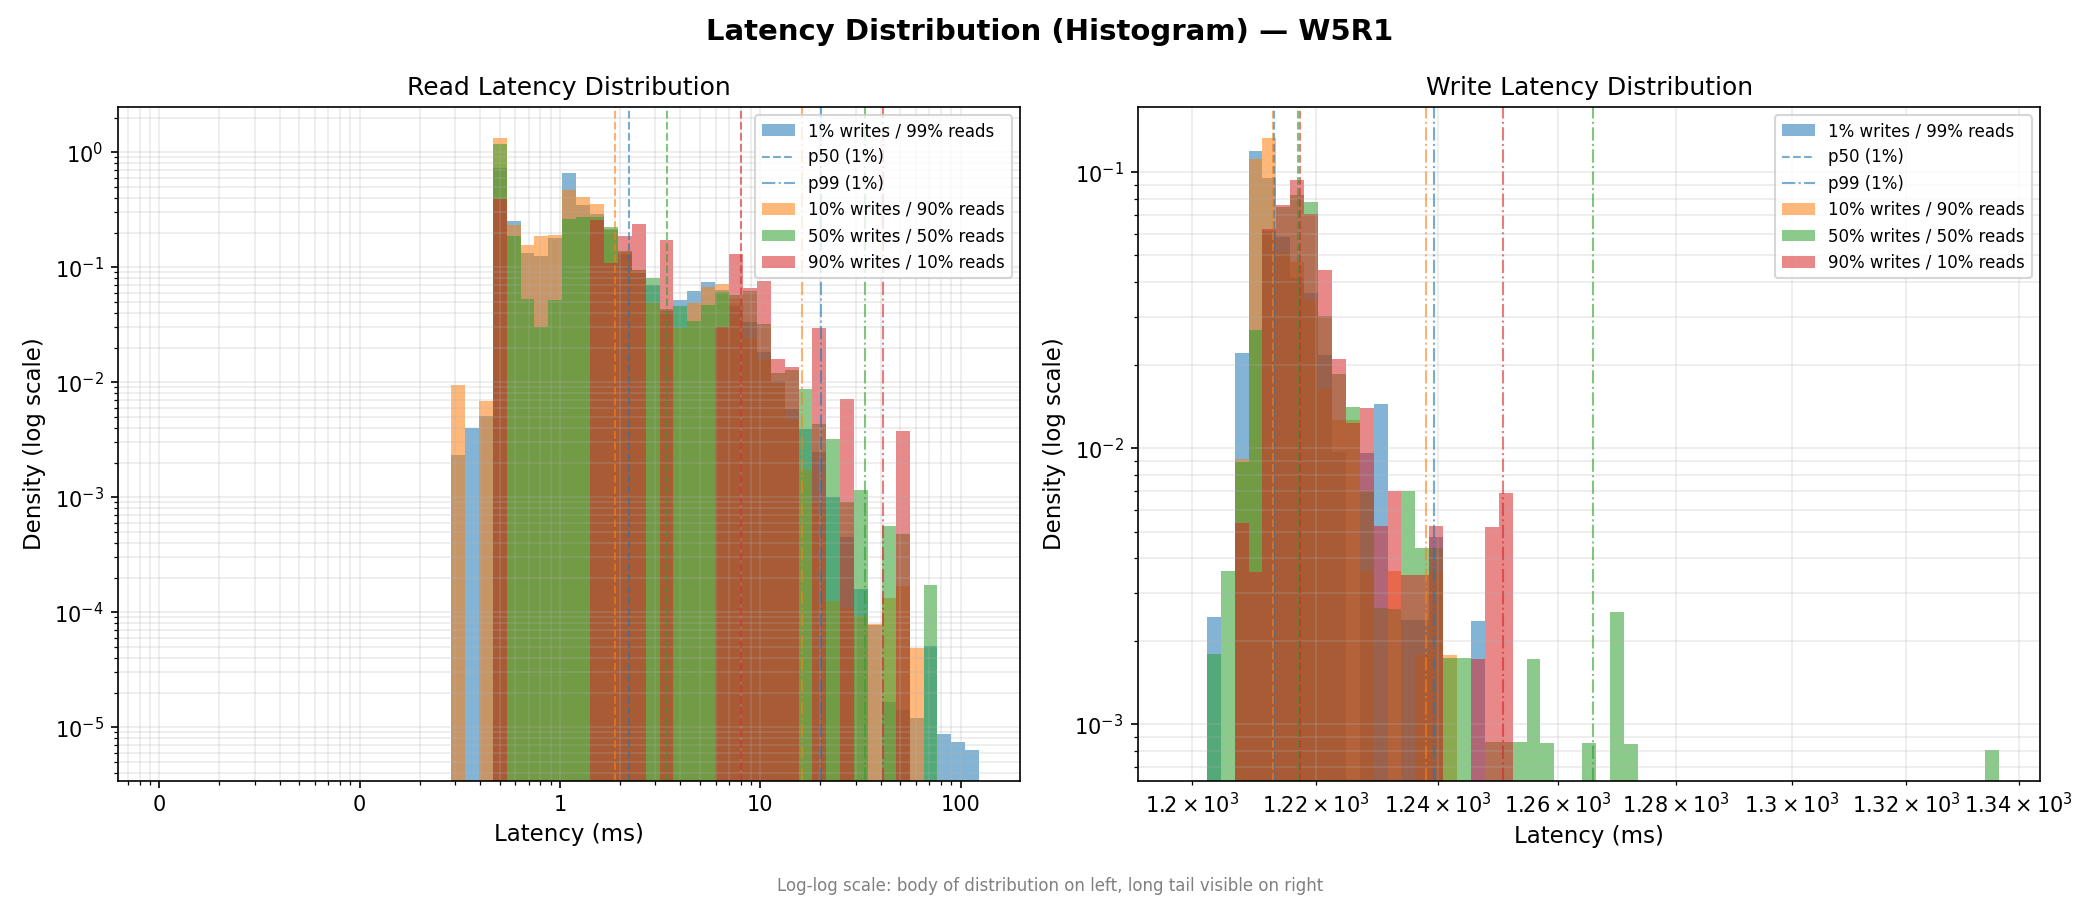 Latency Distribution (Histogram) — W5R1
Read Latency Distribution
Density (log scale)
10⁰
10⁻¹
10⁻²
10⁻³
10⁻⁴
10⁻⁵
1% writes / 99% reads
p50 (1%)
p99 (1%)
10% writes / 90% reads
50% writes / 50% reads
90% writes / 10% reads
0 0 1 10 100
Latency (ms)
Write Latency Distribution
Density (log scale)
10⁻¹
10⁻²
10⁻³
1% writes / 99% reads
p50 (1%)
p99 (1%)
10% writes / 90% reads
50% writes / 50% reads
90% writes / 10% reads
1.2 × 10³ 1.22 × 10³ 1.24 × 10³ 1.26 × 10³ 1.28 × 10³ 1.3 × 10³ 1.32 × 10³ 1.34 × 10³
Latency (ms)
Log-log scale: body of distribution on left, long tail visible on right